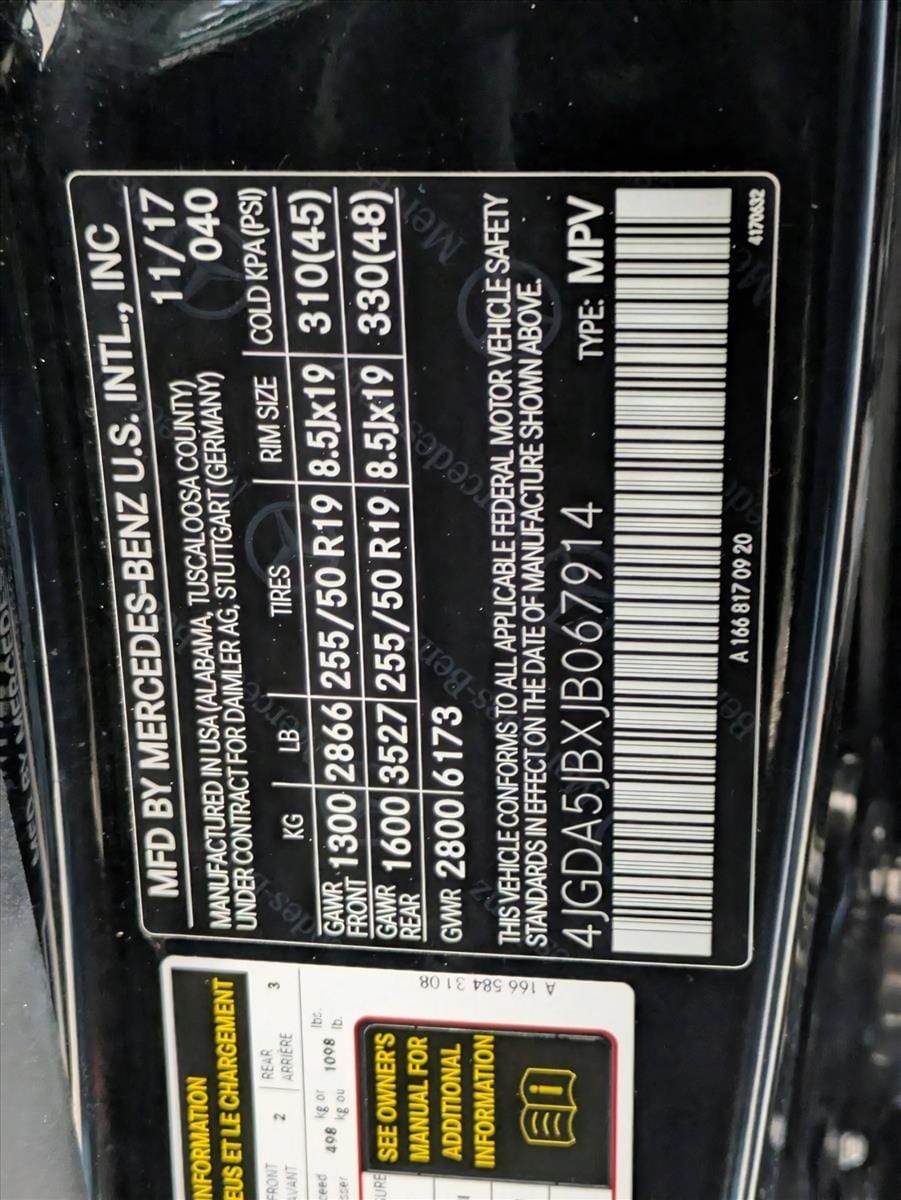 MFD BY MERCEDES-BENZ U.S. INTL., INC
MANUFACTURED IN USA (ALABAMA, TUSCALOOSA COUNTY) 11/17
UNDER CONTRACT FOR DAIMLER AG, STUTTGART (GERMANY) 040
KG LB TIRES RIM SIZE COLD KPA(PSI)
GAWR FRONT 1300 2866 255/50 R19 8.5Jx19 310(45)
GAWR REAR 1600 3527 255/50 R19 8.5Jx19 330(48)
GVWR 2800 6173
THIS VEHICLE CONFORMS TO ALL APPLICABLE FEDERAL MOTOR VEHICLE SAFETY
STANDARDS IN EFFECT ON THE DATE OF MANUFACTURE SHOWN ABOVE.
4JGDA5JBXJB067914 TYPE: MPV
A 166 817 09 20 4170632
INFORMATION
EUS ET LE CHARGEMENT
FRONT 2 REAR 3
AVANT ARRIÈRE
498 kg or 1098 lbs.
kg ou lb.
SEE OWNER'S
MANUAL FOR
ADDITIONAL
INFORMATION
A 166 584 31 08